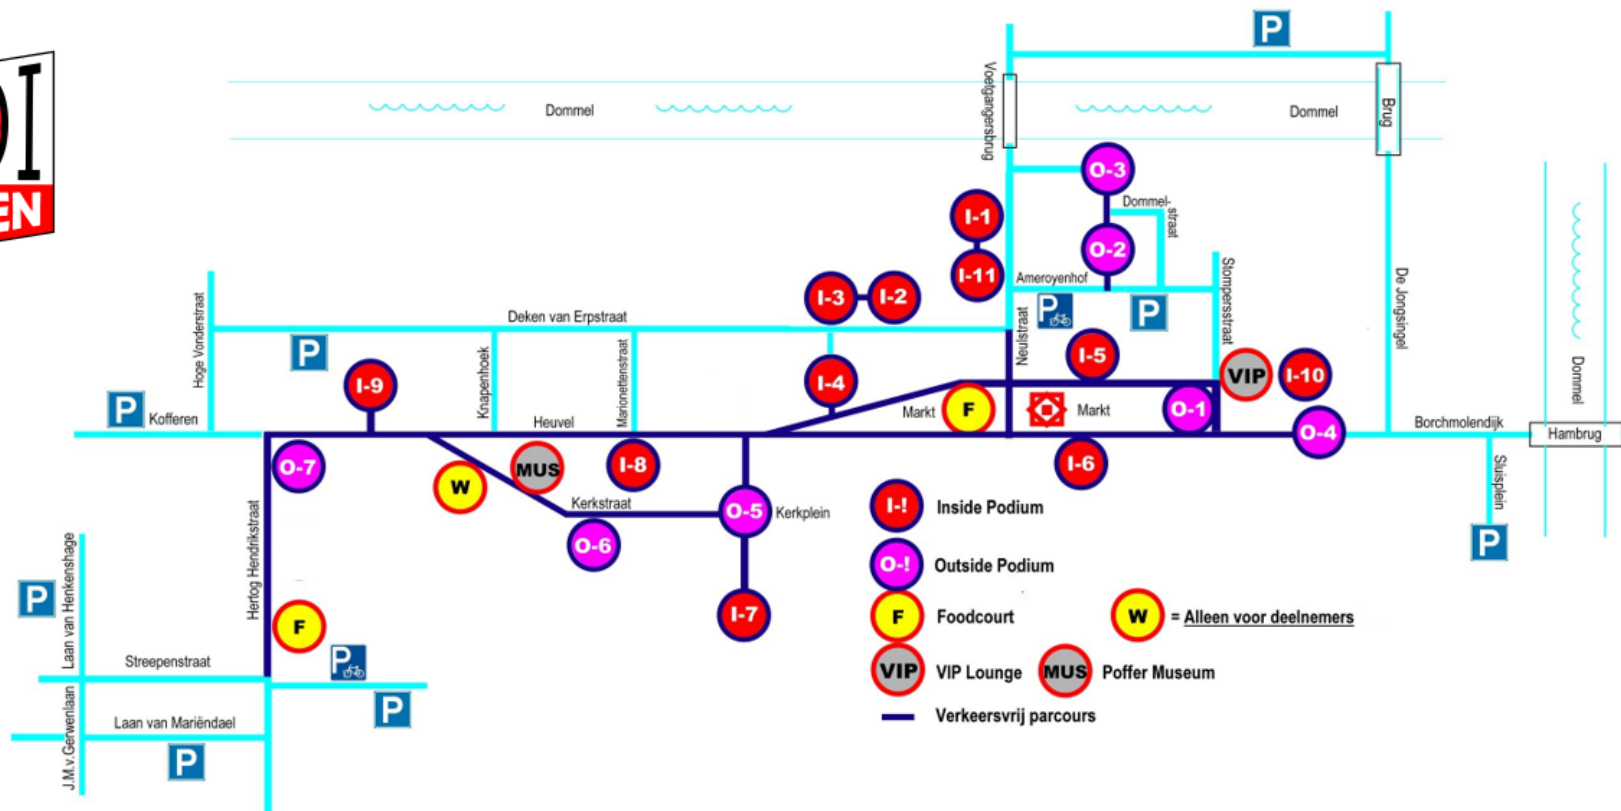 DI
EN
P
Voetgangersbrug
Dommel
Dommel
Brug
O-3
Dommel-
straat
I-1
O-2
I-11
Ameroyenhof
Stompersstraat
De Jongsingel
Hoge Vonderstraat
I-3
I-2
P
P
Deken van Erpstraat
Neulstraat
P
Knapenhoek
Marionettenstraat
I-5
Dommel
I-9
I-4
VIP
I-10
P
Kofferen
Heuvel
Markt
F
Markt
O-1
Borchmolendijk
O-4
Hambrug
O-7
W
MUS
I-8
I-6
Sluisplein
Kerkstraat
O-5
Kerkplein
I-!
Inside Podium
O-6
P
Hertog Hendrikstraat
Laan van Henkenshage
O-!
Outside Podium
P
F
I-7
F
Foodcourt
W
= Alleen voor deelnemers
Streepenstraat
P
VIP
VIP Lounge
MUS
Poffer Museum
P
J.M.v.Gerwenlaan
Laan van Mariëndael
Verkeersvrij parcours
P